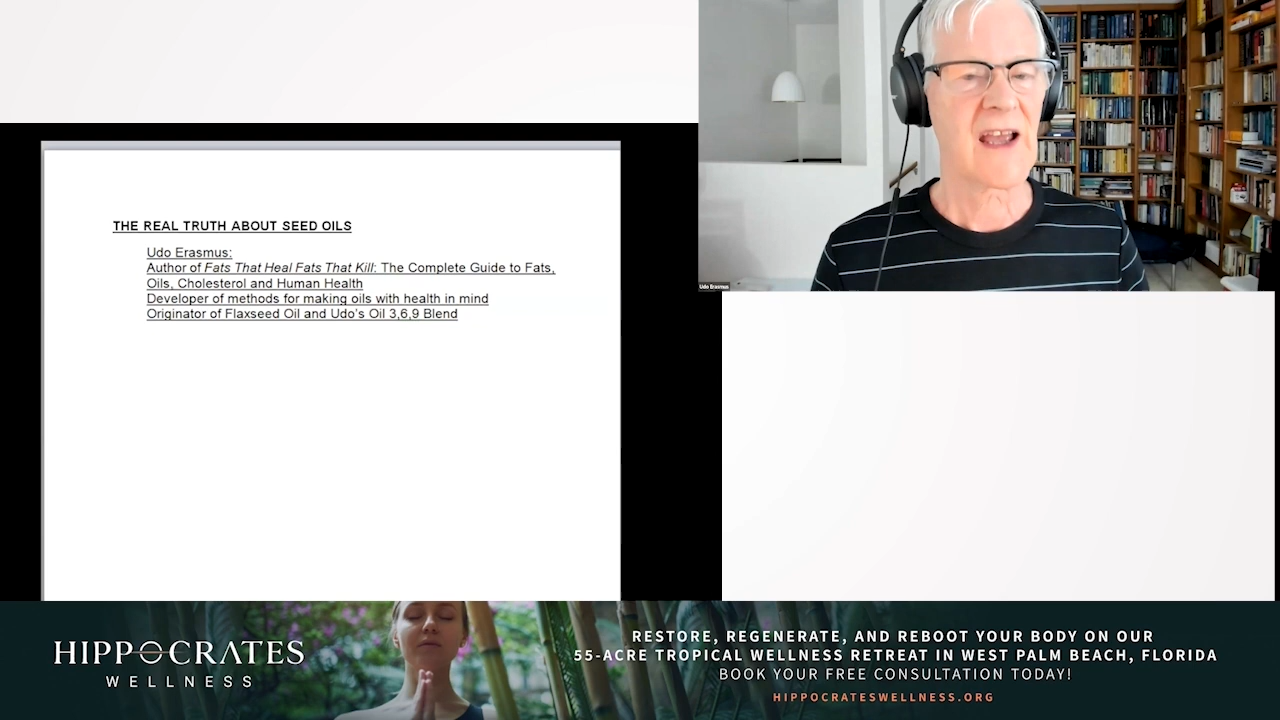 THE REAL TRUTH ABOUT SEED OILS
Udo Erasmus:
Author of Fats That Heal Fats That Kill: The Complete Guide to Fats,
Oils, Cholesterol and Human Health
Developer of methods for making oils with health in mind
Originator of Flaxseed Oil and Udo's Oil 3,6,9 Blend
Udo Erasmus
HIPPOCRATES
WELLNESS
RESTORE, REGENERATE, AND REBOOT YOUR BODY ON OUR
55-ACRE TROPICAL WELLNESS RETREAT IN WEST PALM BEACH, FLORIDA
BOOK YOUR FREE CONSULTATION TODAY!
HIPPOCRATESWELLNESS.ORG